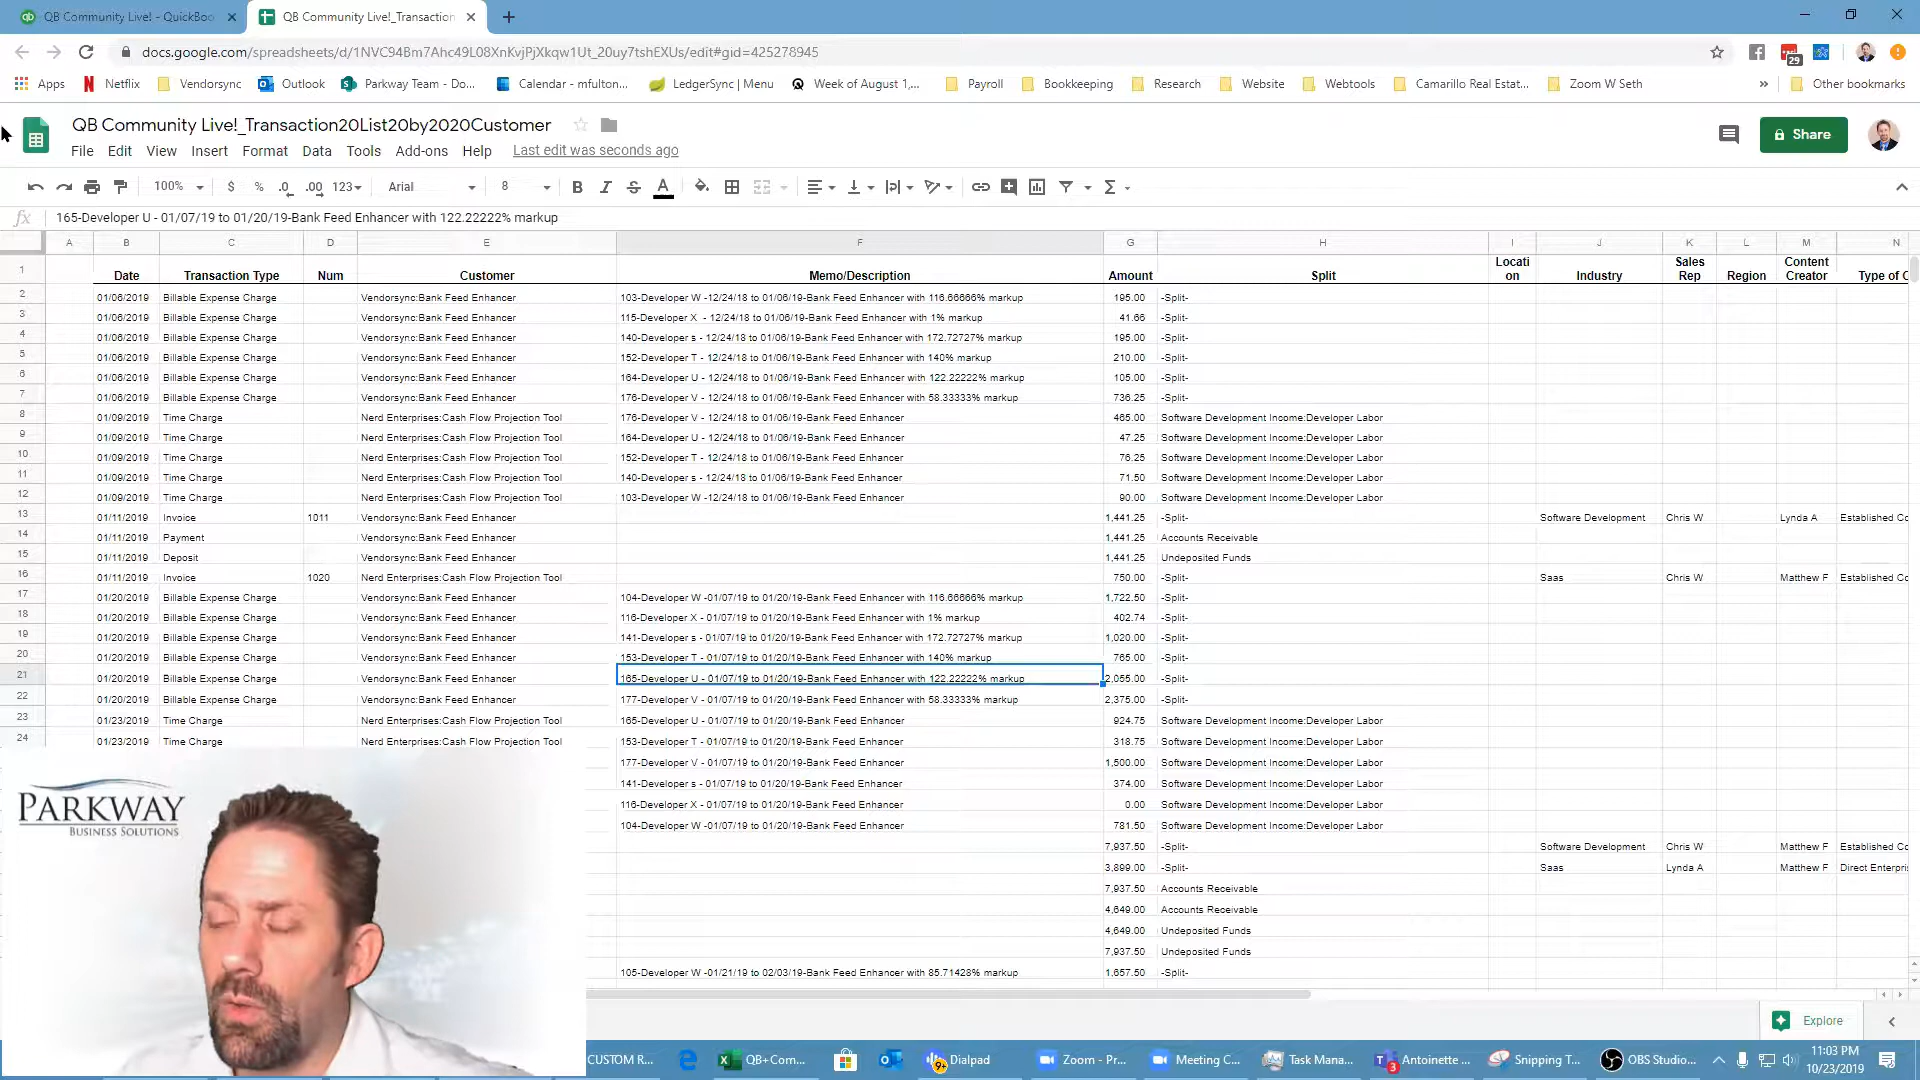 QB Community Live! - QuickBoo
QB Community Live!_Transaction
docs.google.com/spreadsheets/d/1NVC94Bm7Ahc49L08XnKvjPjXkqw1Ut_20uy7tshEXUs/edit#gid=425278945
29
Apps Netflix Vendorsync Outlook Parkway Team - Do... Calendar - mfulton... LedgerSync | Menu Week of August 1,... Payroll Bookkeeping Research Website Webtools Camarillo Real Estat... Zoom W Seth » Other bookmarks
QB Community Live!_Transaction20List20by2020Customer
Share
File Edit View Insert Format Data Tools Add-ons Help Last edit was seconds ago
100% $ % .0 .00 123 Arial 8 B I S A Σ
fx 165-Developer U - 01/07/19 to 01/20/19-Bank Feed Enhancer with 122.22222% markup
A B C D E F G H I J K L M N
1 Date Transaction Type Num Customer Memo/Description Amount Split Locati on Industry Sales Rep Region Content Creator Type of C
2 01/06/2019 Billable Expense Charge Vendorsync:Bank Feed Enhancer 103-Developer W -12/24/18 to 01/06/19-Bank Feed Enhancer with 116.66666% markup 195.00 -Split-
3 01/06/2019 Billable Expense Charge Vendorsync:Bank Feed Enhancer 115-Developer X - 12/24/18 to 01/06/19-Bank Feed Enhancer with 1% markup 41.66 -Split-
4 01/06/2019 Billable Expense Charge Vendorsync:Bank Feed Enhancer 140-Developer s - 12/24/18 to 01/06/19-Bank Feed Enhancer with 172.72727% markup 195.00 -Split-
5 01/06/2019 Billable Expense Charge Vendorsync:Bank Feed Enhancer 152-Developer T - 12/24/18 to 01/06/19-Bank Feed Enhancer with 140% markup 210.00 -Split-
6 01/06/2019 Billable Expense Charge Vendorsync:Bank Feed Enhancer 164-Developer U - 12/24/18 to 01/06/19-Bank Feed Enhancer with 122.22222% markup 105.00 -Split-
7 01/06/2019 Billable Expense Charge Vendorsync:Bank Feed Enhancer 176-Developer V - 12/24/18 to 01/06/19-Bank Feed Enhancer with 58.33333% markup 736.25 -Split-
8 01/09/2019 Time Charge Nerd Enterprises:Cash Flow Projection Tool 176-Developer V - 12/24/18 to 01/06/19-Bank Feed Enhancer 465.00 Software Development Income:Developer Labor
9 01/09/2019 Time Charge Nerd Enterprises:Cash Flow Projection Tool 164-Developer U - 12/24/18 to 01/06/19-Bank Feed Enhancer 47.25 Software Development Income:Developer Labor
10 01/09/2019 Time Charge Nerd Enterprises:Cash Flow Projection Tool 152-Developer T - 12/24/18 to 01/06/19-Bank Feed Enhancer 76.25 Software Development Income:Developer Labor
11 01/09/2019 Time Charge Nerd Enterprises:Cash Flow Projection Tool 140-Developer s - 12/24/18 to 01/06/19-Bank Feed Enhancer 71.50 Software Development Income:Developer Labor
12 01/09/2019 Time Charge Nerd Enterprises:Cash Flow Projection Tool 103-Developer W -12/24/18 to 01/06/19-Bank Feed Enhancer 90.00 Software Development Income:Developer Labor
13 01/11/2019 Invoice 1011 Vendorsync:Bank Feed Enhancer 1,441.25 -Split- Software Development Chris W Lynda A Established Co
14 01/11/2019 Payment 1,441.25 Accounts Receivable
15 01/11/2019 Deposit 1,441.25 Undeposited Funds
16 01/11/2019 Invoice 1020 Nerd Enterprises:Cash Flow Projection Tool 750.00 -Split- Saas Chris W Matthew F Established Co
17 01/20/2019 Billable Expense Charge Vendorsync:Bank Feed Enhancer 104-Developer W -01/07/19 to 01/20/19-Bank Feed Enhancer with 116.66666% markup 1,722.50 -Split-
18 01/20/2019 Billable Expense Charge Vendorsync:Bank Feed Enhancer 116-Developer X - 01/07/19 to 01/20/19-Bank Feed Enhancer with 1% markup 402.74 -Split-
19 01/20/2019 Billable Expense Charge Vendorsync:Bank Feed Enhancer 141-Developer s - 01/07/19 to 01/20/19-Bank Feed Enhancer with 172.72727% markup 1,020.00 -Split-
20 01/20/2019 Billable Expense Charge Vendorsync:Bank Feed Enhancer 153-Developer T - 01/07/19 to 01/20/19-Bank Feed Enhancer with 140% markup 765.00 -Split-
21 01/20/2019 Billable Expense Charge Vendorsync:Bank Feed Enhancer 165-Developer U - 01/07/19 to 01/20/19-Bank Feed Enhancer with 122.22222% markup 2,055.00 -Split-
22 01/20/2019 Billable Expense Charge Vendorsync:Bank Feed Enhancer 177-Developer V - 01/07/19 to 01/20/19-Bank Feed Enhancer with 58.33333% markup 2,375.00 -Split-
23 01/23/2019 Time Charge Nerd Enterprises:Cash Flow Projection Tool 165-Developer U - 01/07/19 to 01/20/19-Bank Feed Enhancer 924.75 Software Development Income:Developer Labor
24 01/23/2019 Time Charge Nerd Enterprises:Cash Flow Projection Tool 153-Developer T - 01/07/19 to 01/20/19-Bank Feed Enhancer 318.75 Software Development Income:Developer Labor
177-Developer V - 01/07/19 to 01/20/19-Bank Feed Enhancer 1,500.00 Software Development Income:Developer Labor
141-Developer s - 01/07/19 to 01/20/19-Bank Feed Enhancer 374.00 Software Development Income:Developer Labor
116-Developer X - 01/07/19 to 01/20/19-Bank Feed Enhancer 0.00 Software Development Income:Developer Labor
104-Developer W -01/07/19 to 01/20/19-Bank Feed Enhancer 781.50 Software Development Income:Developer Labor
7,937.50 -Split- Software Development Chris W Matthew F Established Co
3,899.00 -Split- Saas Lynda A Matthew F Direct Enterpri
7,937.50 Accounts Receivable
4,649.00 Accounts Receivable
4,649.00 Undeposited Funds
7,937.50 Undeposited Funds
105-Developer W -01/21/19 to 02/03/19-Bank Feed Enhancer with 85.71428% markup 1,657.50 -Split-
PARKWAY
BUSINESS SOLUTIONS
Explore
CUSTOM R... QB+Com... 9+ Dialpad Zoom - Pr... Meeting C... Task Mana... 3 Antoinette ... Snipping T... OBS Studio...
11:03 PM
10/23/2019